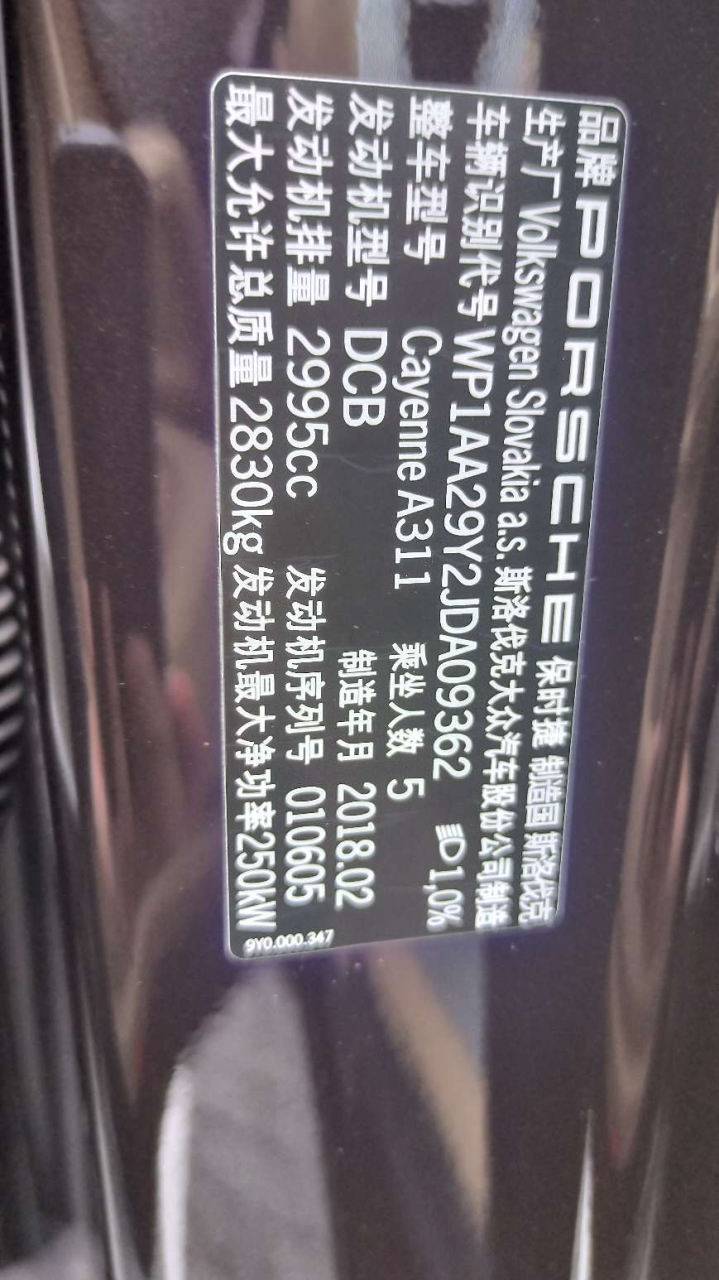 品牌 PORSCHE 保时捷 制造国 斯洛伐克
生产厂 Volkswagen Slovakia a.s. 斯洛伐克大众汽车股份公司制造
车辆识别代号 WP1AA29Y2JDA09362 1,0%
整车型号 Cayenne A311 乘坐人数 5
发动机型号 DCB 制造年月 2018.02
发动机排量 2995cc 发动机序列号 010605
最大允许总质量 2830kg 发动机最大净功率250kW
9Y0.000.347